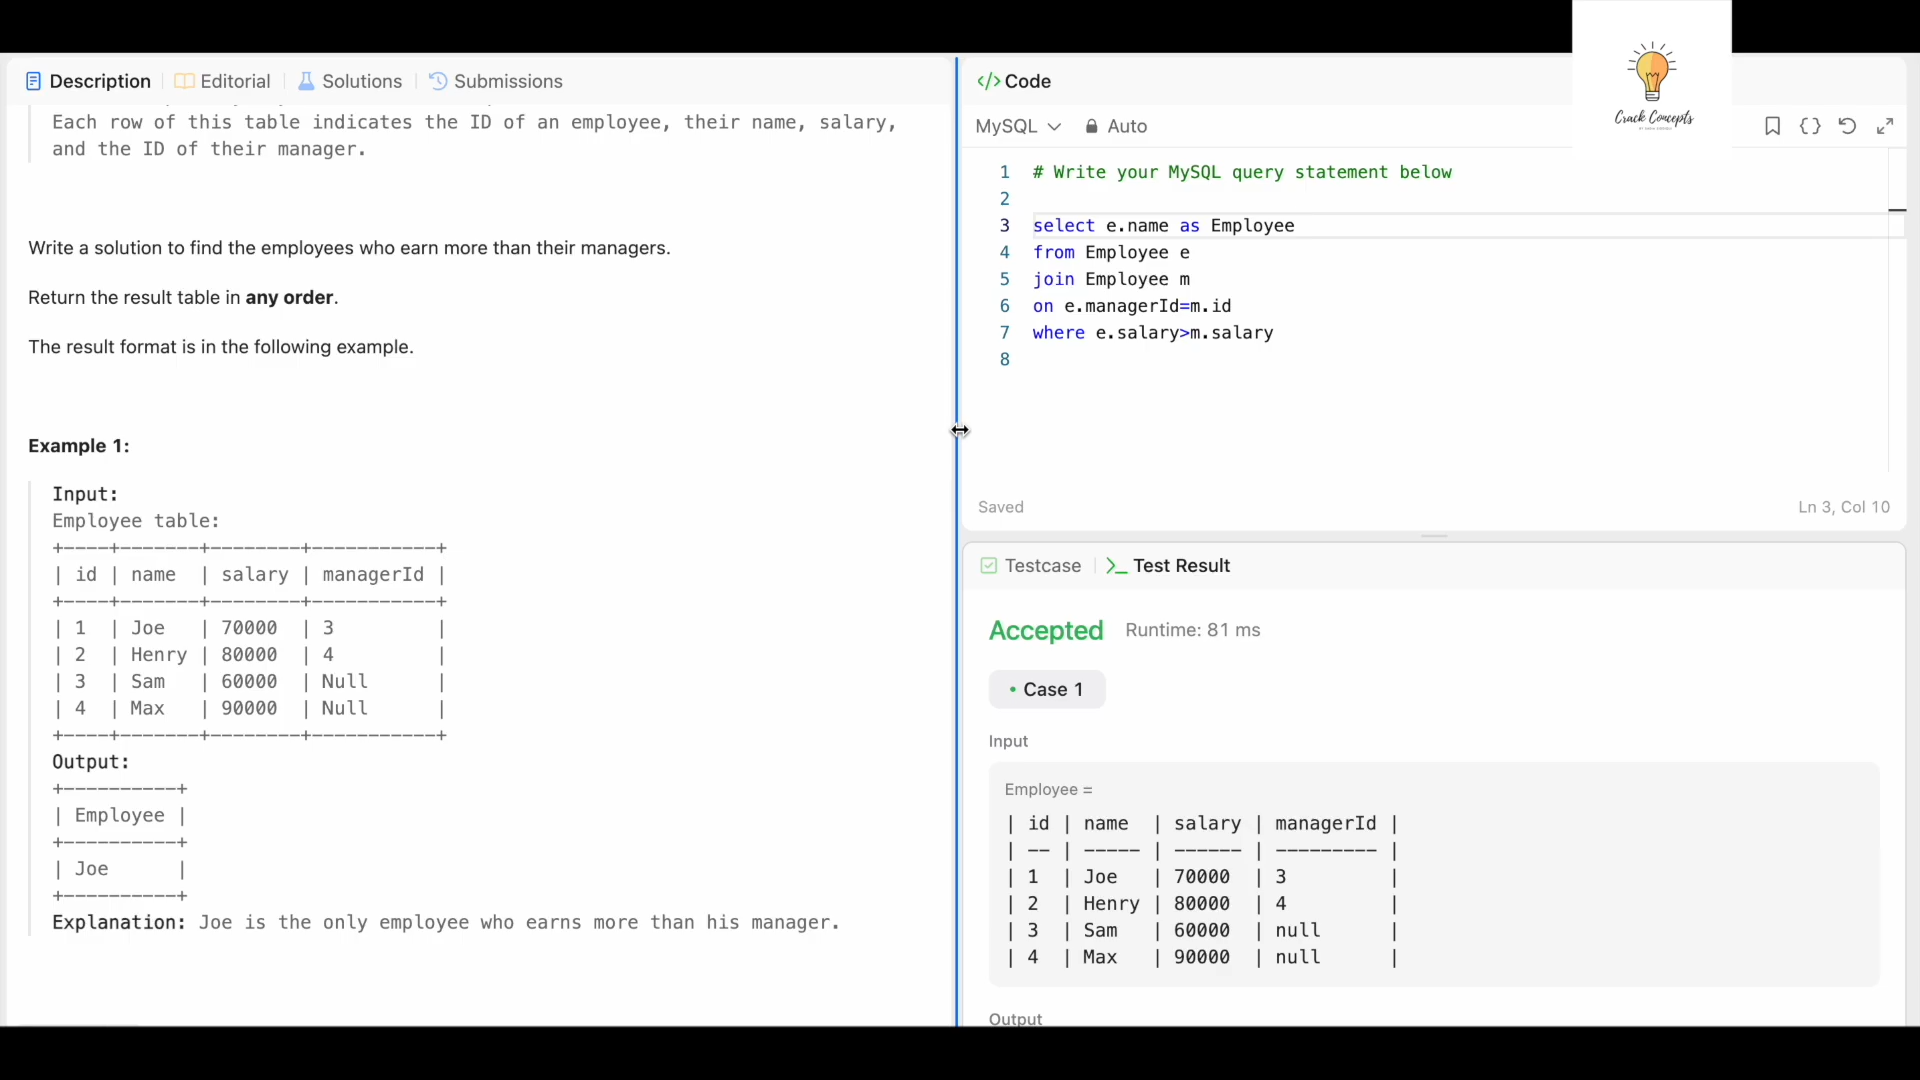 Description
Editorial
Solutions
Submissions
Each row of this table indicates the ID of an employee, their name, salary,
and the ID of their manager.
Write a solution to find the employees who earn more than their managers.
Return the result table in any order.
The result format is in the following example.
Example 1:
Input:
Employee table:
+----+-------+--------+-----------+
| id | name  | salary | managerId |
+----+-------+--------+-----------+
| 1  | Joe   | 70000  | 3         |
| 2  | Henry | 80000  | 4         |
| 3  | Sam   | 60000  | Null      |
| 4  | Max   | 90000  | Null      |
+----+-------+--------+-----------+
Output:
+----------+
| Employee |
+----------+
| Joe      |
+----------+
Explanation: Joe is the only employee who earns more than his manager.
</> Code
Crack Concepts
MySQL
Auto
{}
1 # Write your MySQL query statement below
2
3 select e.name as Employee
4 from Employee e
5 join Employee m
6 on e.managerId=m.id
7 where e.salary>m.salary
8
Saved
Ln 3, Col 10
Testcase
>_ Test Result
Accepted
Runtime: 81 ms
• Case 1
Input
Employee =
| id | name  | salary | managerId |
| -- | ----- | ------ | --------- |
| 1  | Joe   | 70000  | 3         |
| 2  | Henry | 80000  | 4         |
| 3  | Sam   | 60000  | null      |
| 4  | Max   | 90000  | null      |
Output